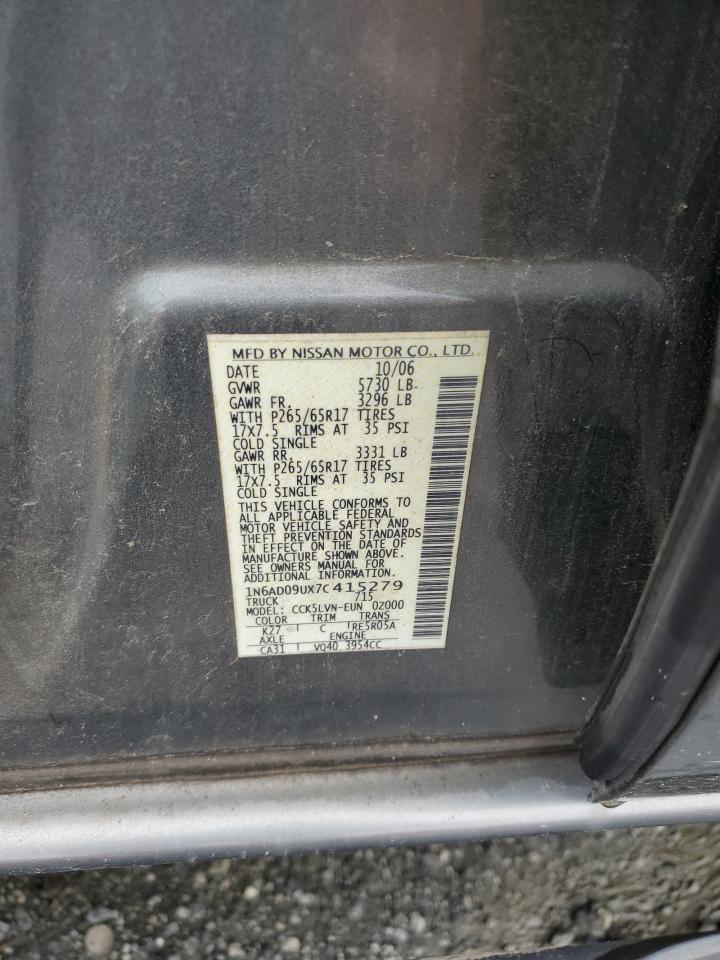 MFD BY NISSAN MOTOR CO., LTD.
DATE 10/06
GVWR 5730 LB
GAWR FR. 3296 LB
WITH P265/65R17 TIRES
17X7.5 RIMS AT 35 PSI
COLD SINGLE
GAWR RR. 3331 LB
WITH P265/65R17 TIRES
17X7.5 RIMS AT 35 PSI
COLD SINGLE
THIS VEHICLE CONFORMS TO
ALL APPLICABLE FEDERAL
MOTOR VEHICLE SAFETY AND
THEFT PREVENTION STANDARDS
IN EFFECT ON THE DATE OF
MANUFACTURE SHOWN ABOVE.
SEE OWNERS MANUAL FOR
ADDITIONAL INFORMATION
1N6AD09UX7C415279
TRUCK /15
MODEL: CCK5LVN-EUN 0Z000
COLOR TRIM TRANS
K27 C RE5R05A
AXLE ENGINE
CA31 VQ40 3954CC